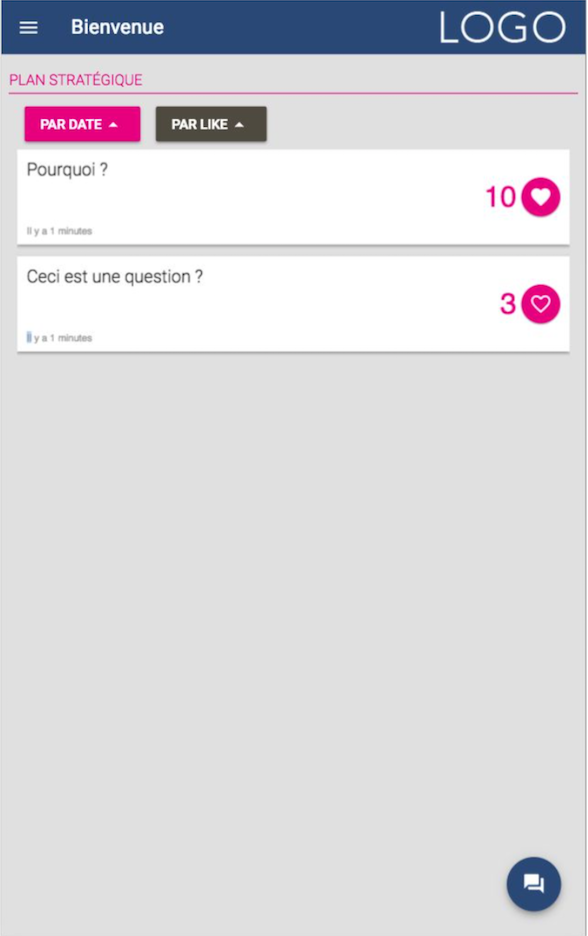 Bienvenue LOGO
PLAN STRATÉGIQUE
PAR DATE PAR LIKE
Pourquoi ?
10
Il y a 1 minutes
Ceci est une question ?
3
Il y a 1 minutes